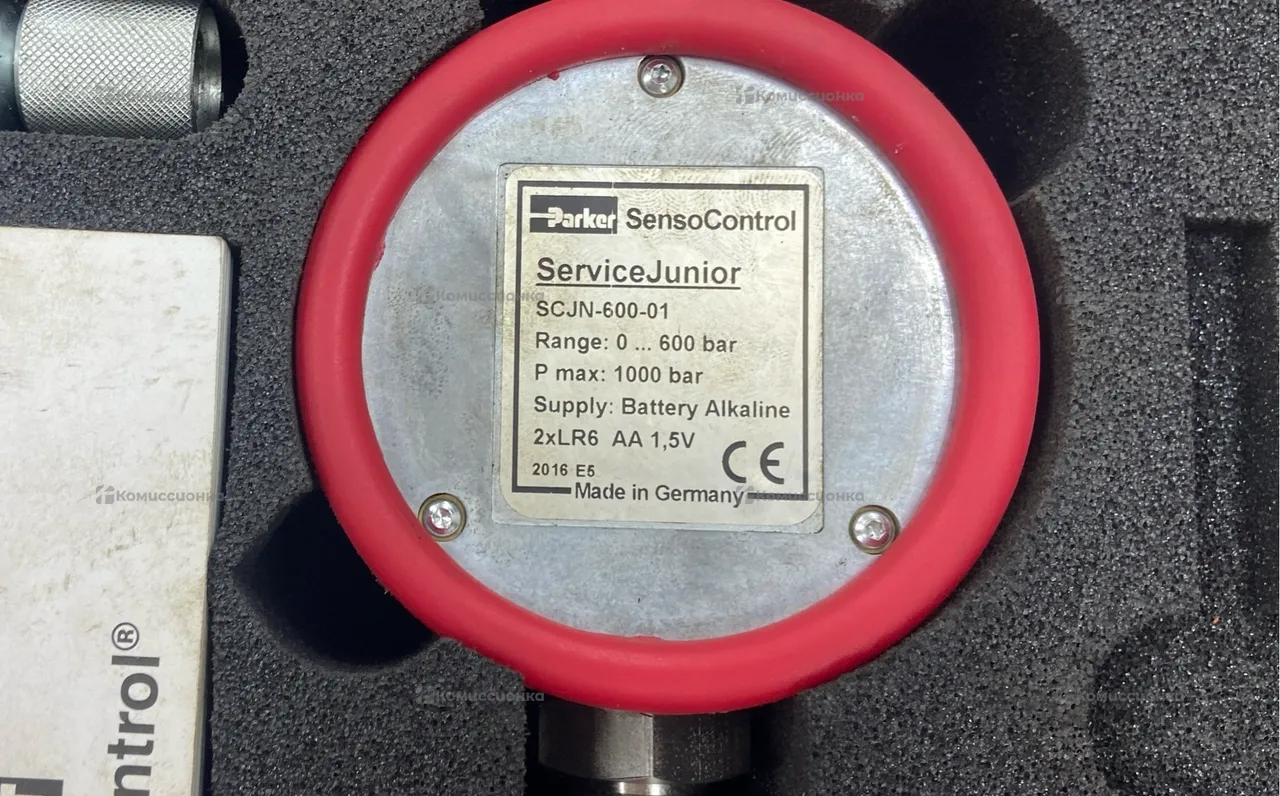 Parker SensoControl
ServiceJunior
SCJN-600-01
Range: 0 ... 600 bar
P max: 1000 bar
Supply: Battery Alkaline
2xLR6 AA 1,5V
2016 E5
CE
Made in Germany
ntrol®
Комиссионка
Комиссионка
Комиссионка
Комиссионка
Комиссионка